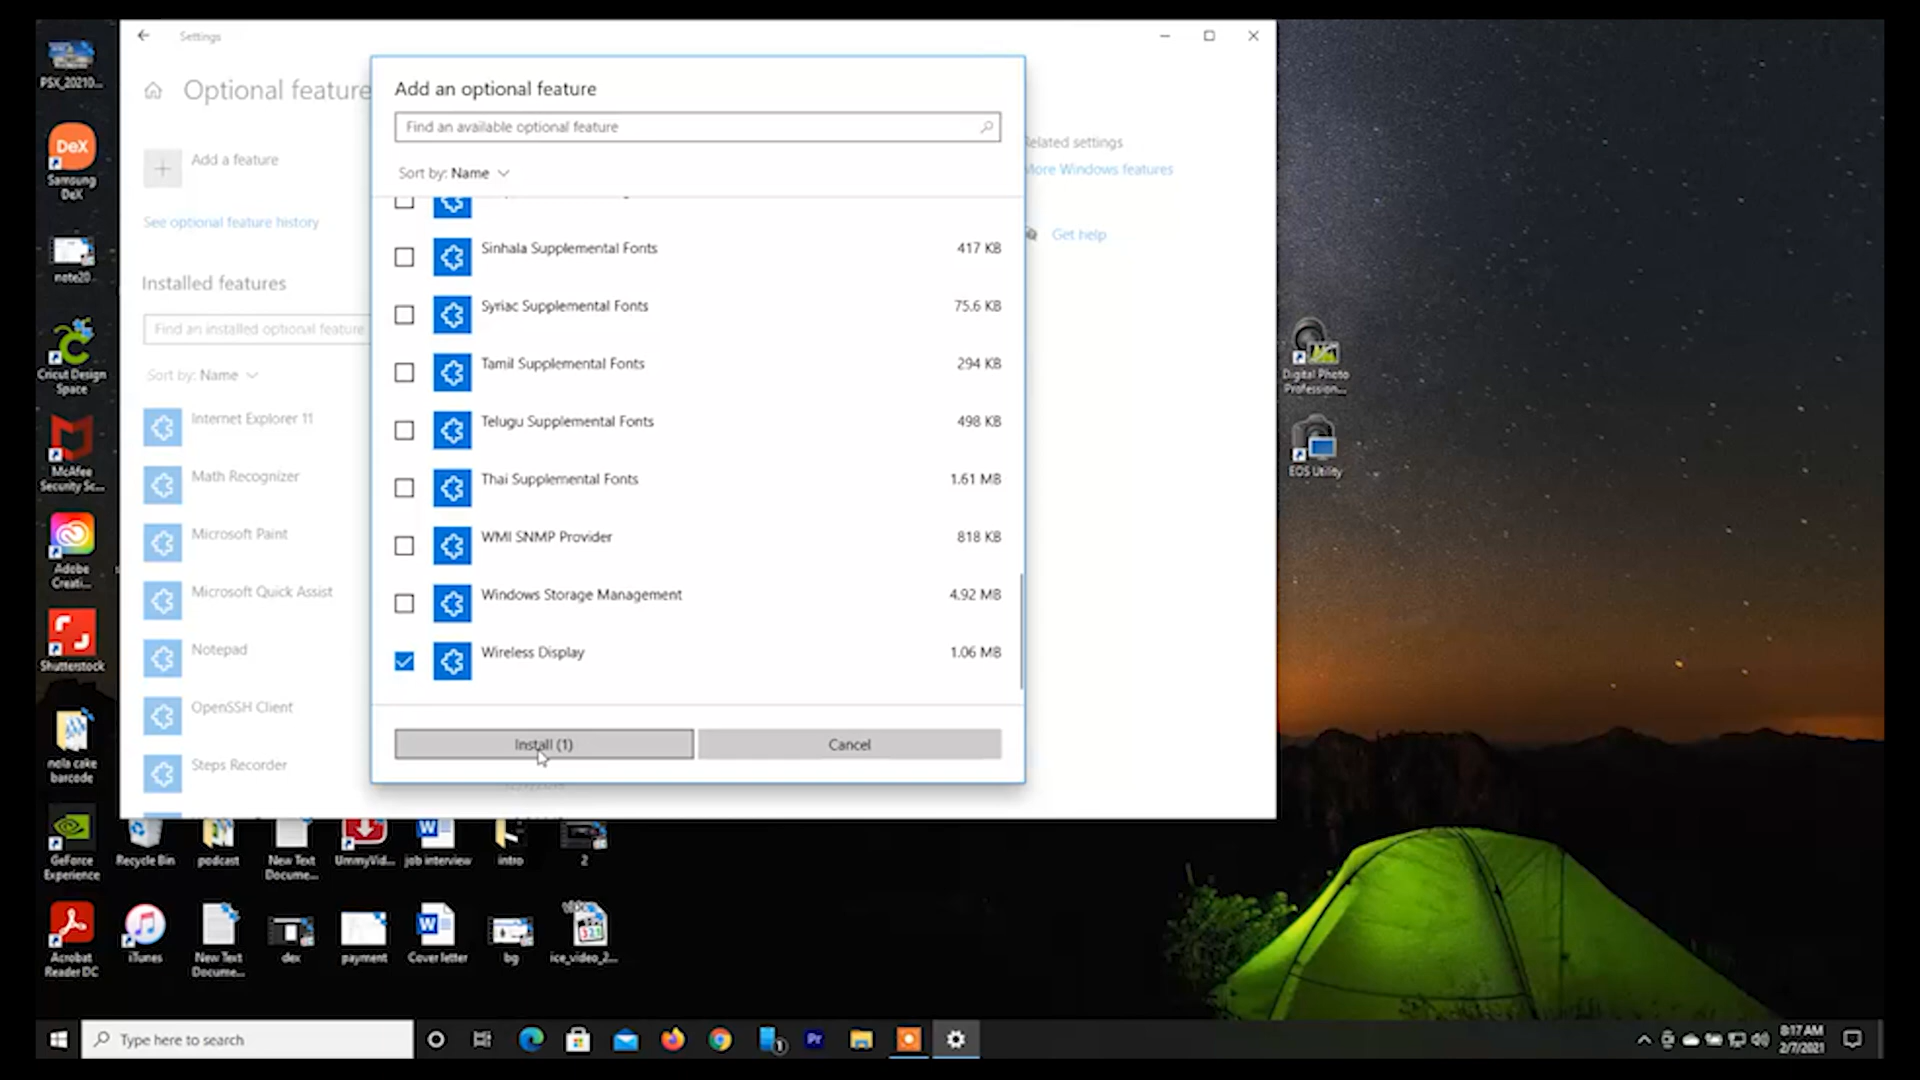 Settings
Optional feature
Add a feature
See optional feature history
Installed features
Find an installed optional feature
Sort by: Name
Internet Explorer 11
Math Recognizer
Microsoft Paint
Microsoft Quick Assist
Notepad
OpenSSH Client
Steps Recorder
Add an optional feature
Find an available optional feature
Sort by: Name
Sinhala Supplemental Fonts 417 KB
Syriac Supplemental Fonts 75.6 KB
Tamil Supplemental Fonts 294 KB
Telugu Supplemental Fonts 498 KB
Thai Supplemental Fonts 1.61 MB
WMI SNMP Provider 818 KB
Windows Storage Management 4.92 MB
Wireless Display 1.06 MB
Install (1)
Cancel
Related settings
More Windows features
Get help
PSX_20210...
DeX
Samsung
DeX
note20
Cricut Design
Space
McAfee
Security Sc...
Adobe
Creati...
Shutterstock
nola cake
barcode
GeForce
Experience
Recycle Bin
podcast
New Text
Docume...
UmmyVid...
job interview
intro
2
Acrobat
Reader DC
iTunes
New Text
Docume...
dex
payment
Cover letter
bg
ice_video_2...
Digital Photo
Profession...
EOS Utility
Type here to search
Pr
8:17 AM
2/7/2021